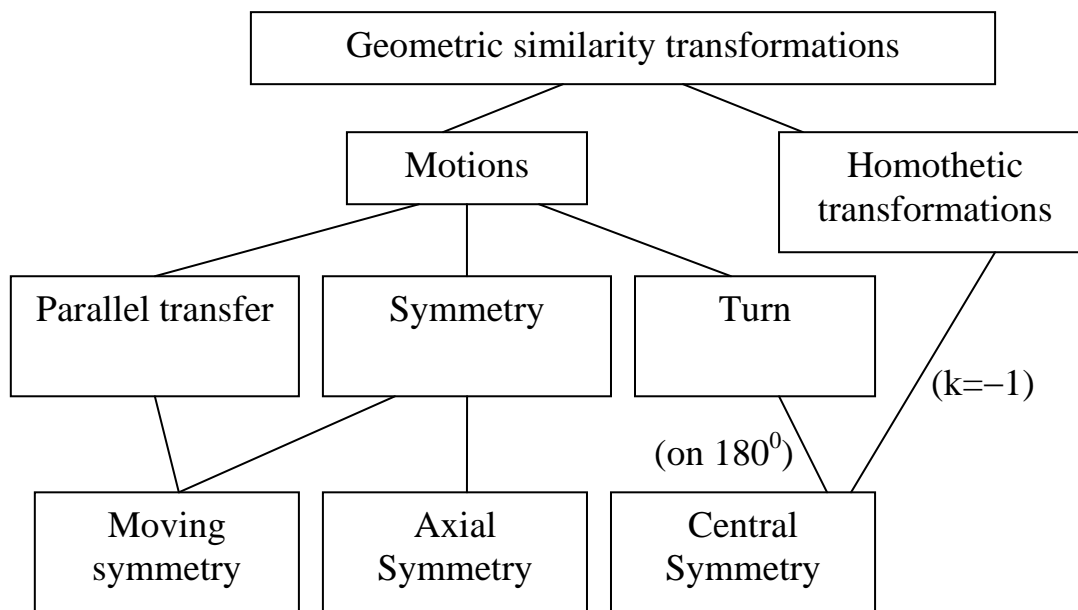 Geometric similarity transformations
Motions
Homothetic
transformations
Parallel transfer
Symmetry
Turn
(k=−1)
(on 180⁰)
Moving
symmetry
Axial
Symmetry
Central
Symmetry